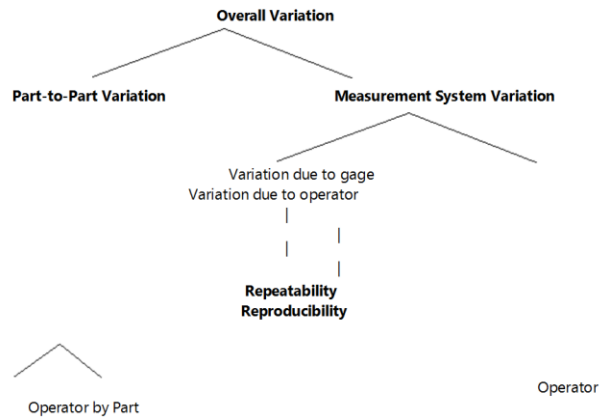 Overall Variation
Part-to-Part Variation
Measurement System Variation
Variation due to gage
Variation due to operator
Repeatability
Reproducibility
Operator
Operator by Part